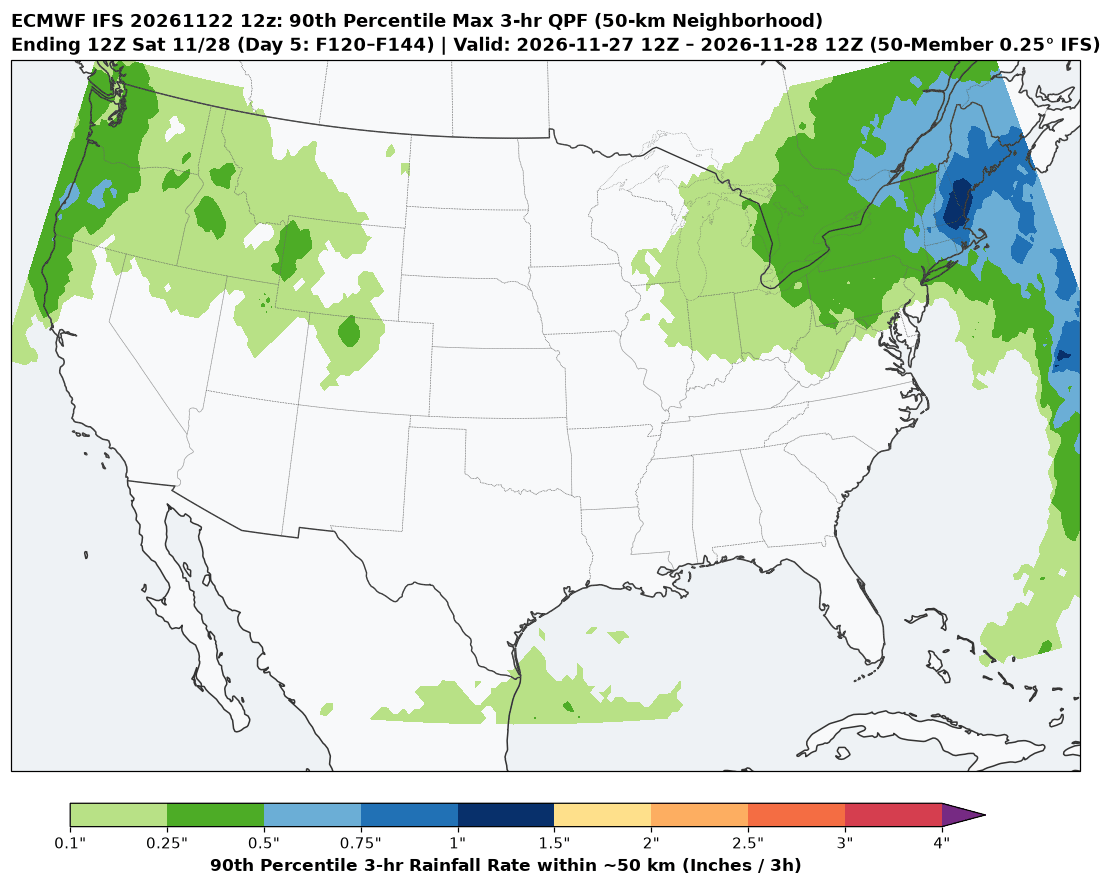 ECMWF IFS 20261122 12z: 90th Percentile Max 3-hr QPF (50-km Neighborhood)
Ending 12Z Sat 11/28 (Day 5: F120–F144) | Valid: 2026-11-27 12Z – 2026-11-28 12Z (50-Member 0.25° IFS)
0.1" 0.25" 0.5" 0.75" 1" 1.5" 2" 2.5" 3" 4"
90th Percentile 3-hr Rainfall Rate within ~50 km (Inches / 3h)